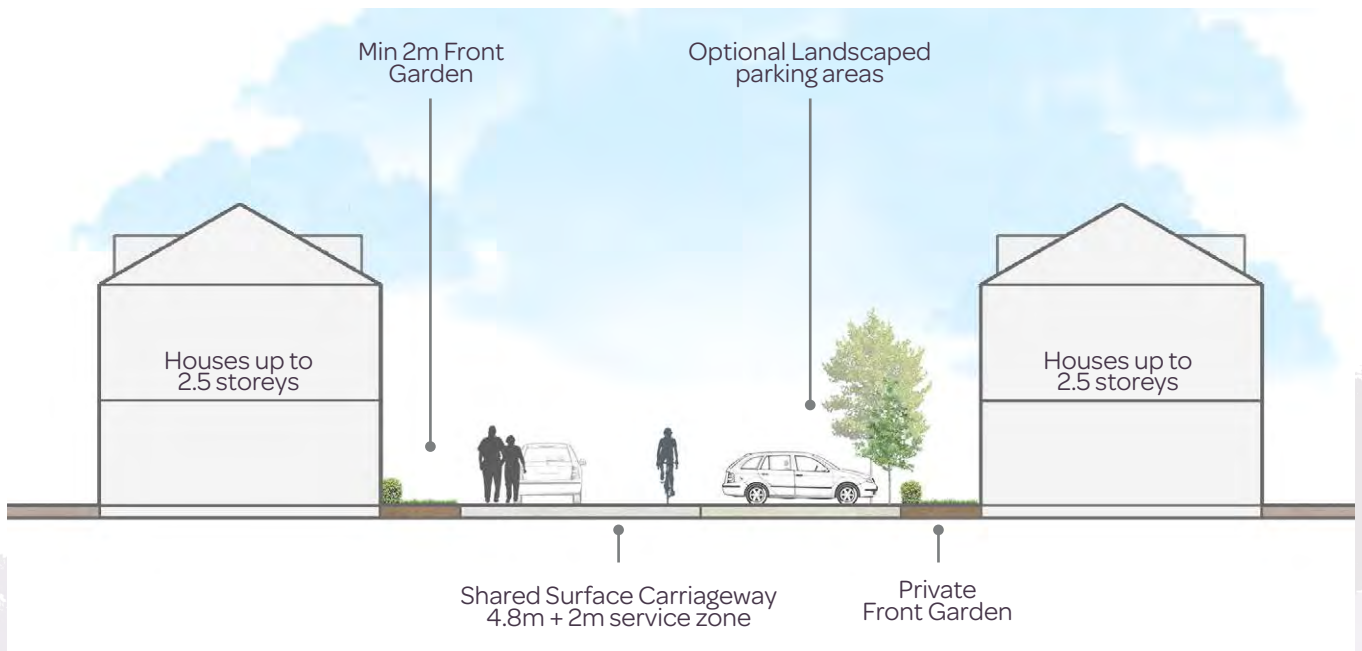 Min 2m Front
Garden
Optional Landscaped
parking areas
Houses up to
2.5 storeys
Houses up to
2.5 storeys
Shared Surface Carriageway
4.8m + 2m service zone
Private
Front Garden